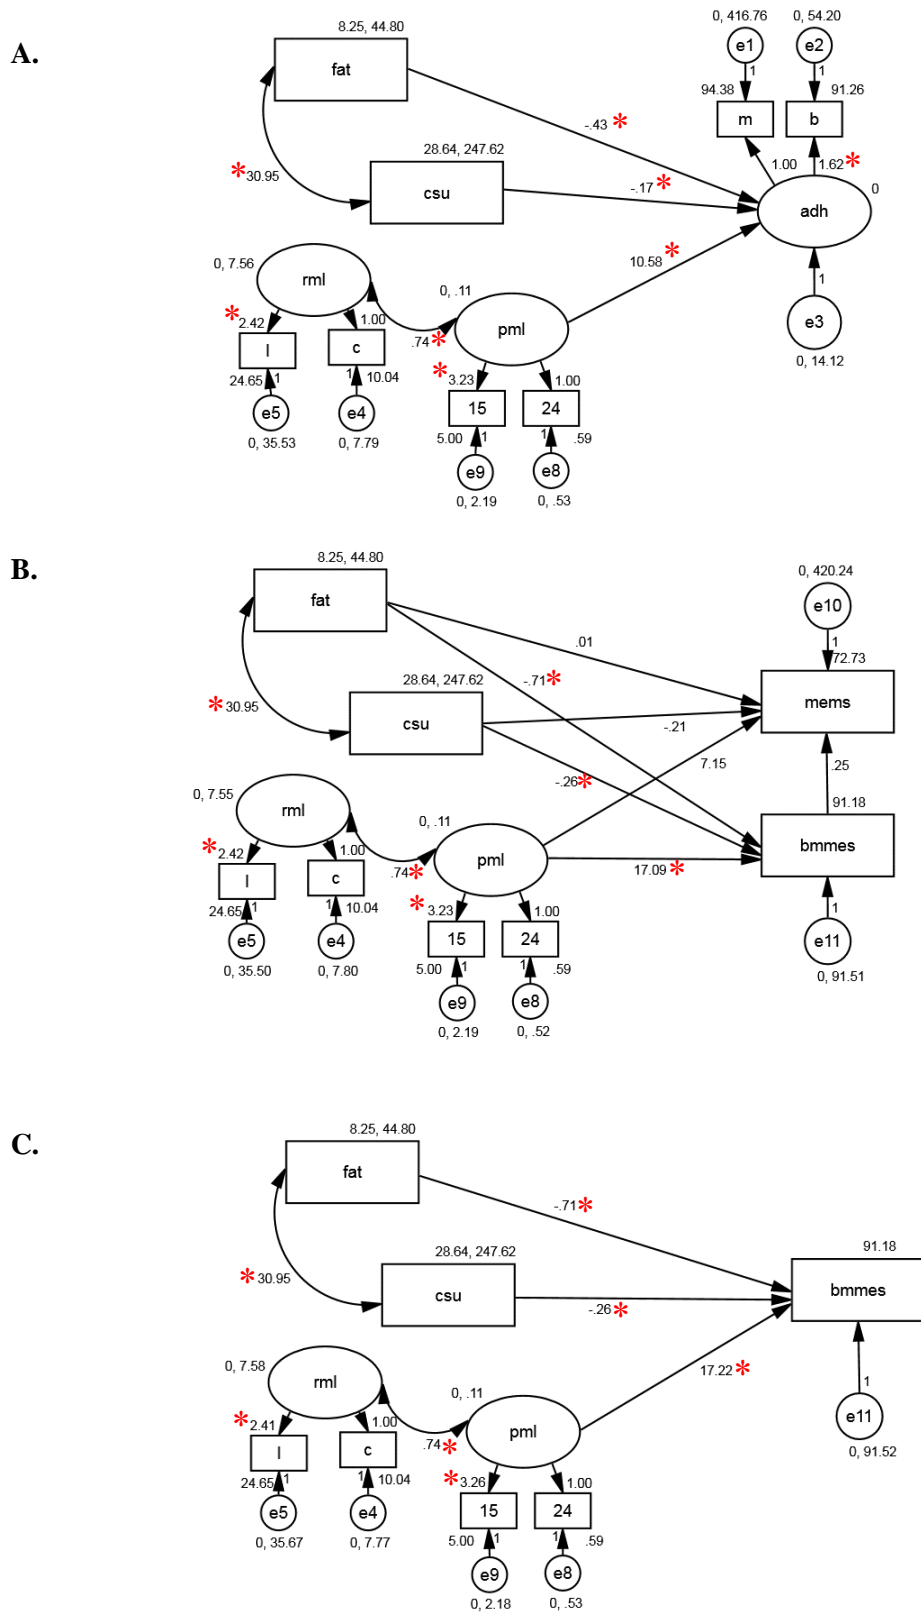 A.
8.25, 44.80
fat
0, 416.76
e1
1
0, 54.20
e2
1
94.38
m
91.26
b
-.43 *
28.64, 247.62
csu
*30.95
-.17 *
1.00
1.62 *
0
adh
10.58 *
1
e3
0, 14.12
0, 7.56
rml
0, .11
pml
.74 *
* 2.42
1.00
l
c
24.65
1
1
10.04
e5
e4
0, 35.53
0, 7.79
* 3.23
1.00
15
24
5.00
1
1
.59
e9
e8
0, 2.19
0, .53
B.
8.25, 44.80
fat
0, 420.24
e10
1
72.73
mems
.01
-.71 *
28.64, 247.62
csu
* 30.95
-.21
-.26 *
7.15
.25
91.18
bmmes
17.09 *
1
e11
0, 91.51
0, 7.55
rml
0, .11
pml
.74 *
* 2.42
1.00
l
c
24.65
1
1
10.04
e5
e4
0, 35.50
0, 7.80
* 3.23
1.00
15
24
5.00
1
1
.59
e9
e8
0, 2.19
0, .52
C.
8.25, 44.80
fat
-.71 *
28.64, 247.62
csu
* 30.95
-.26 *
91.18
bmmes
17.22 *
1
e11
0, 91.52
0, 7.58
rml
0, .11
pml
.74 *
* 2.41
1.00
l
c
24.65
1
1
10.04
e5
e4
0, 35.67
0, 7.77
* 3.26
1.00
15
24
5.00
1
1
.59
e9
e8
0, 2.18
0, .53